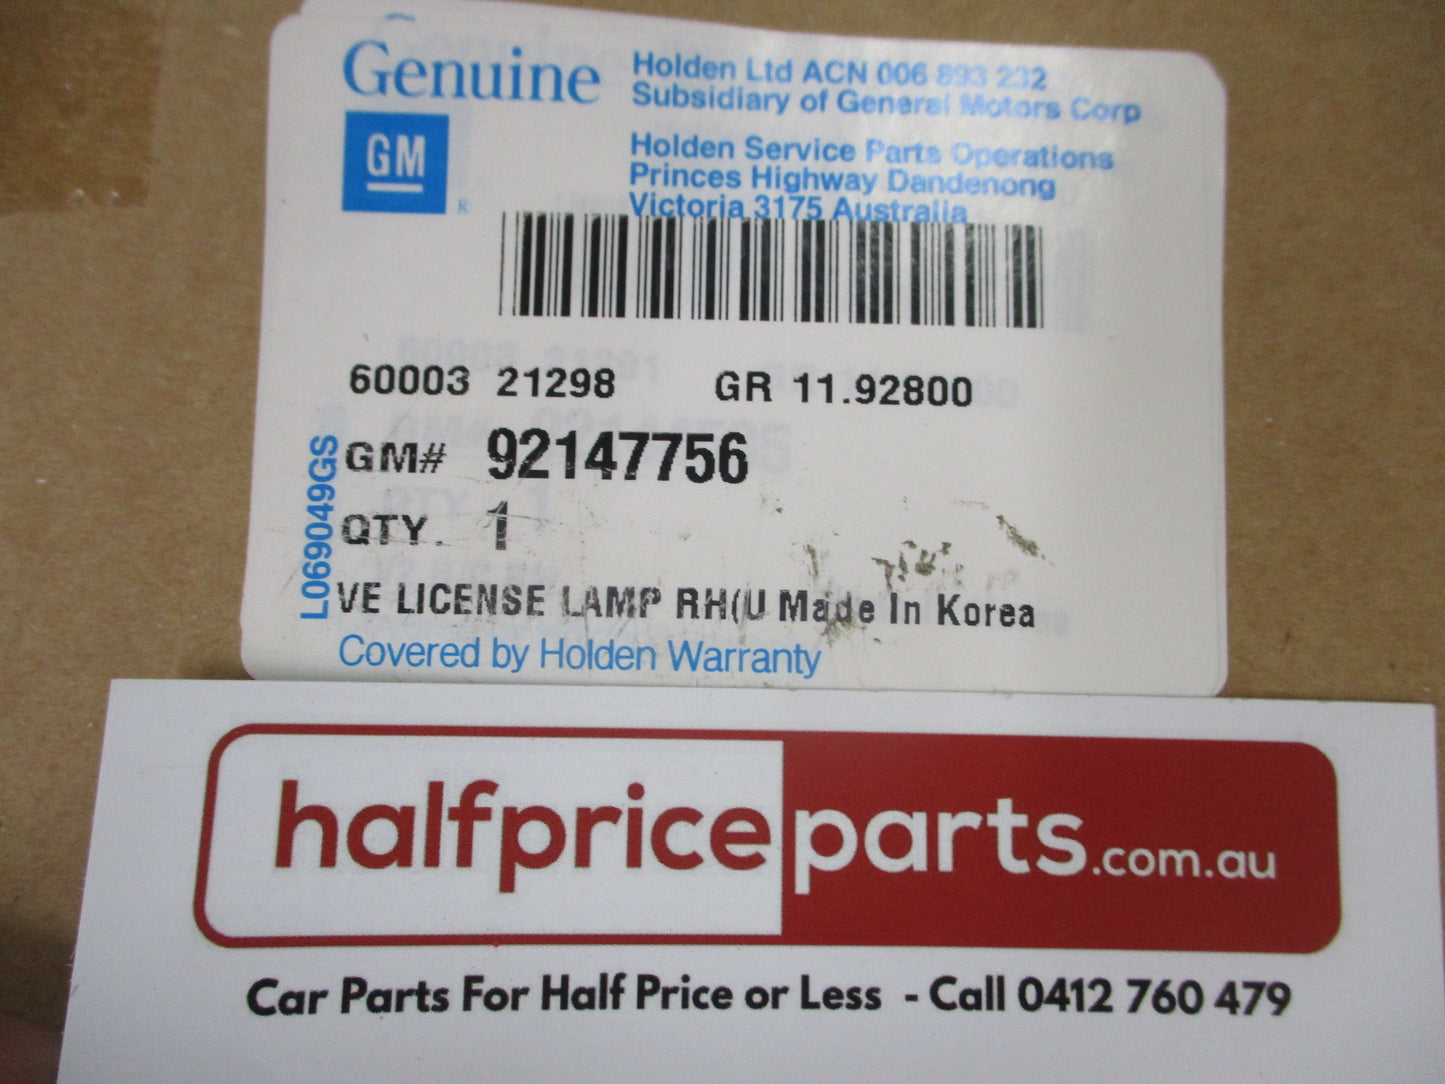 Genuine
Holden Ltd ACN 006 893 232
Subsidiary of General Motors Corp
GM
®
Holden Service Parts Operations
Princes Highway Dandenong
Victoria 3175 Australia
60003 21298 GR 11.92800
GM# 92147756
QTY. 1
L069049GS
VE LICENSE LAMP RH(U Made In Korea
Covered by Holden Warranty
halfpriceparts.com.au
Car Parts For Half Price or Less - Call 0412 760 479